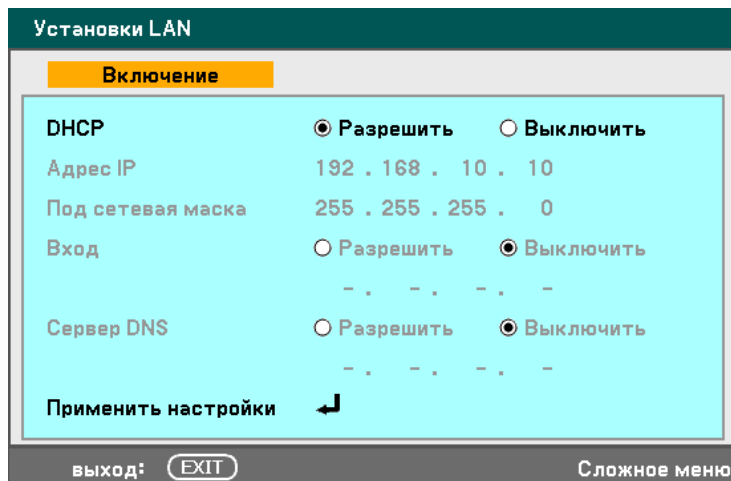 Установки LAN
Включение
DHCP Разрешить Выключить
Адрес IP 192 . 168 . 10 . 10
Под сетевая маска 255 . 255 . 255 . 0
Вход Разрешить Выключить
- . - . - . -
Сервер DNS Разрешить Выключить
- . - . - . -
Применить настройки
выход: EXIT Сложное меню